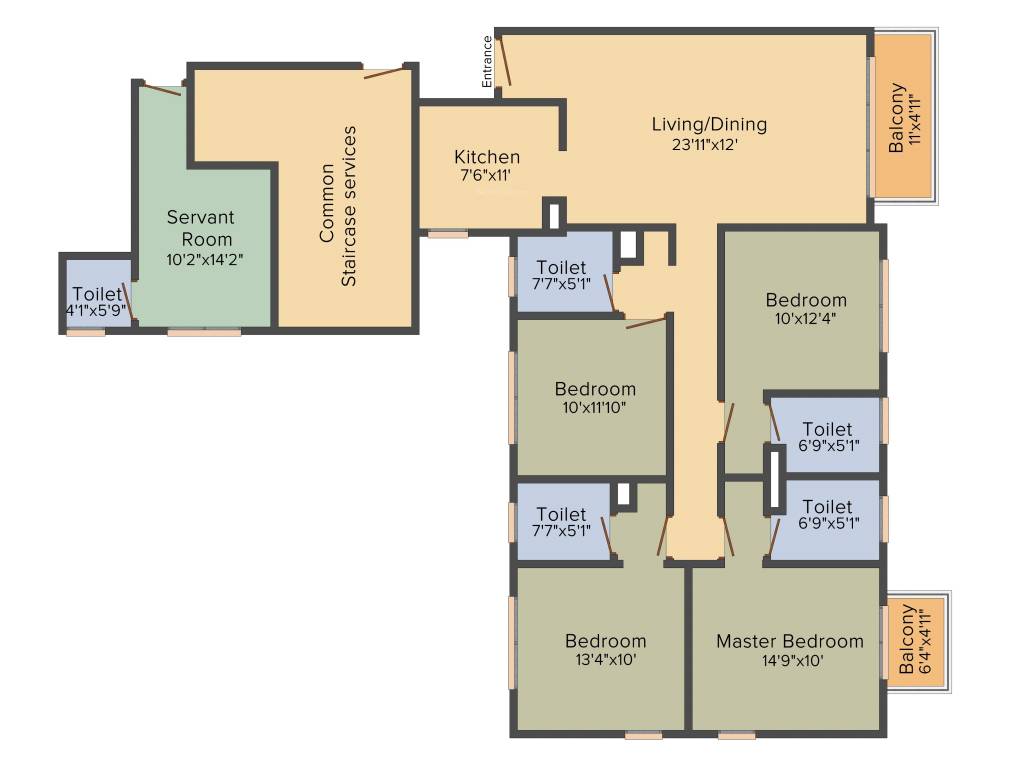 Entrance
Living/Dining
23'11"x12'
Balcony
11'x4'11"
Kitchen
7'6"x11'
Common
Staircase services
Servant
Room
10'2"x14'2"
Toilet
4'1"x5'9"
Toilet
7'7"x5'1"
Bedroom
10'x12'4"
Bedroom
10'x11'10"
Toilet
6'9"x5'1"
Toilet
7'7"x5'1"
Toilet
6'9"x5'1"
Bedroom
13'4"x10'
Master Bedroom
14'9"x10'
Balcony
6'4"x4'11"